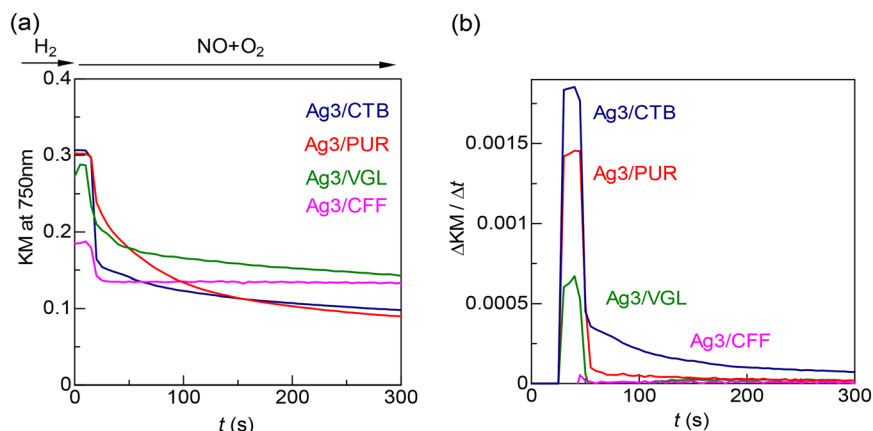 (a)
H2
NO+O2
KM at 750nm
0.4
0.3
0.2
0.1
0
Ag3/CTB
Ag3/PUR
Ag3/VGL
Ag3/CFF
0
100
200
300
t (s)
(b)
ΔKM / Δt
0.0015
0.001
0.0005
0
Ag3/CTB
Ag3/PUR
Ag3/VGL
Ag3/CFF
0
100
200
300
t (s)